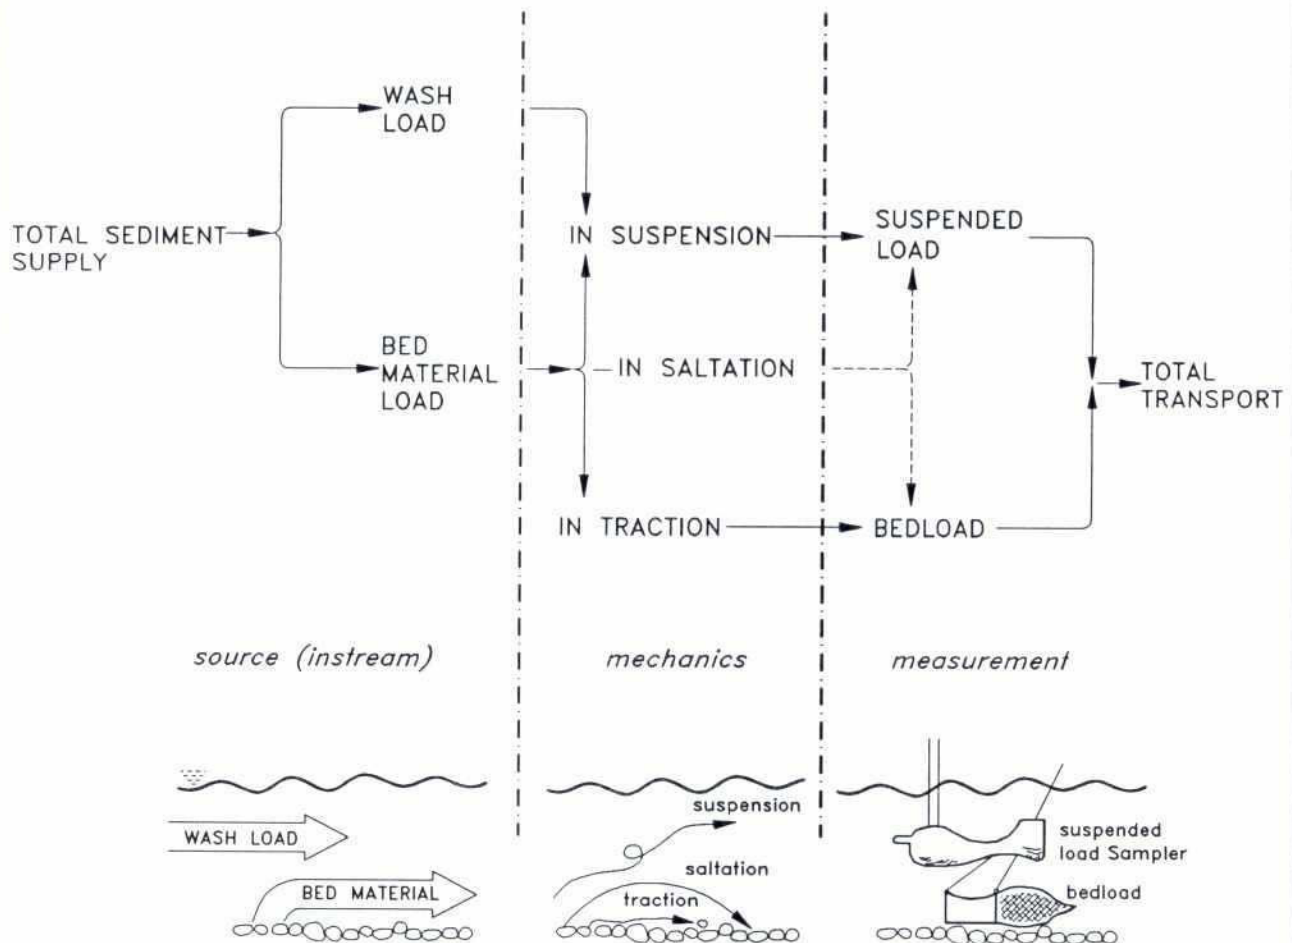 WASH
LOAD
TOTAL SEDIMENT
SUPPLY
BED
MATERIAL
LOAD
IN SUSPENSION
IN SALTATION
IN TRACTION
SUSPENDED
LOAD
BEDLOAD
TOTAL
TRANSPORT
source (instream)
mechanics
measurement
WASH LOAD
BED MATERIAL
suspension
saltation
traction
suspended
load Sampler
bedload